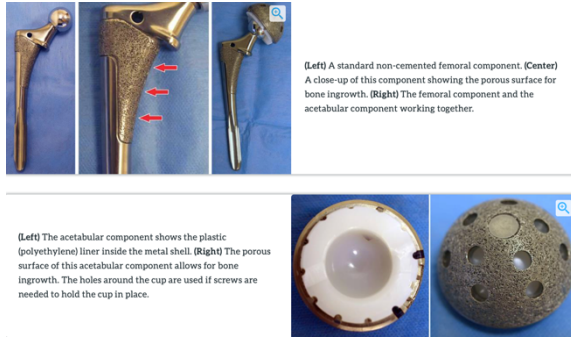 (Left) A standard non-cemented femoral component. (Center)
A close-up of this component showing the porous surface for
bone ingrowth. (Right) The femoral component and the
acetabular component working together.
(Left) The acetabular component shows the plastic
(polyethylene) liner inside the metal shell. (Right) The porous
surface of this acetabular component allows for bone
ingrowth. The holes around the cup are used if screws are
needed to hold the cup in place.